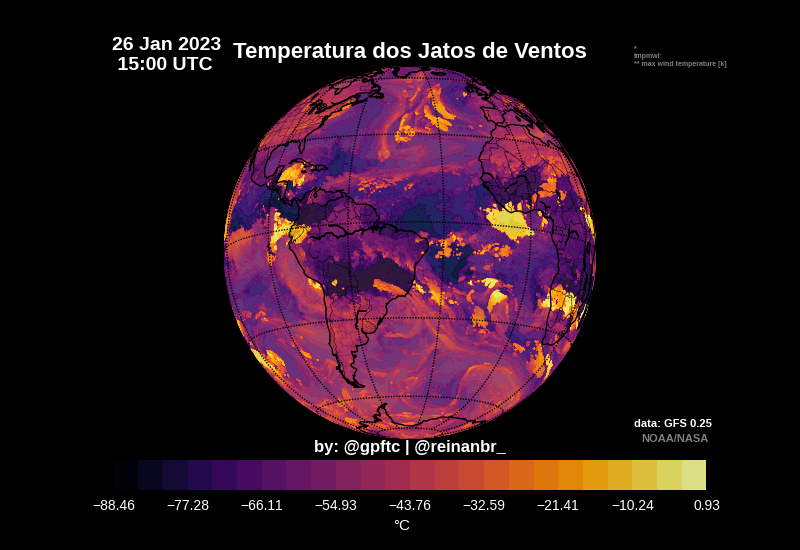 26 Jan 2023
15:00 UTC
Temperatura dos Jatos de Ventos
*
tmpmwl:
** max wind temperature [k]
data: GFS 0.25
NOAA/NASA
by: @gpftc | @reinanbr_
−88.46 −77.28 −66.11 −54.93 −43.76 −32.59 −21.41 −10.24 0.93
°C